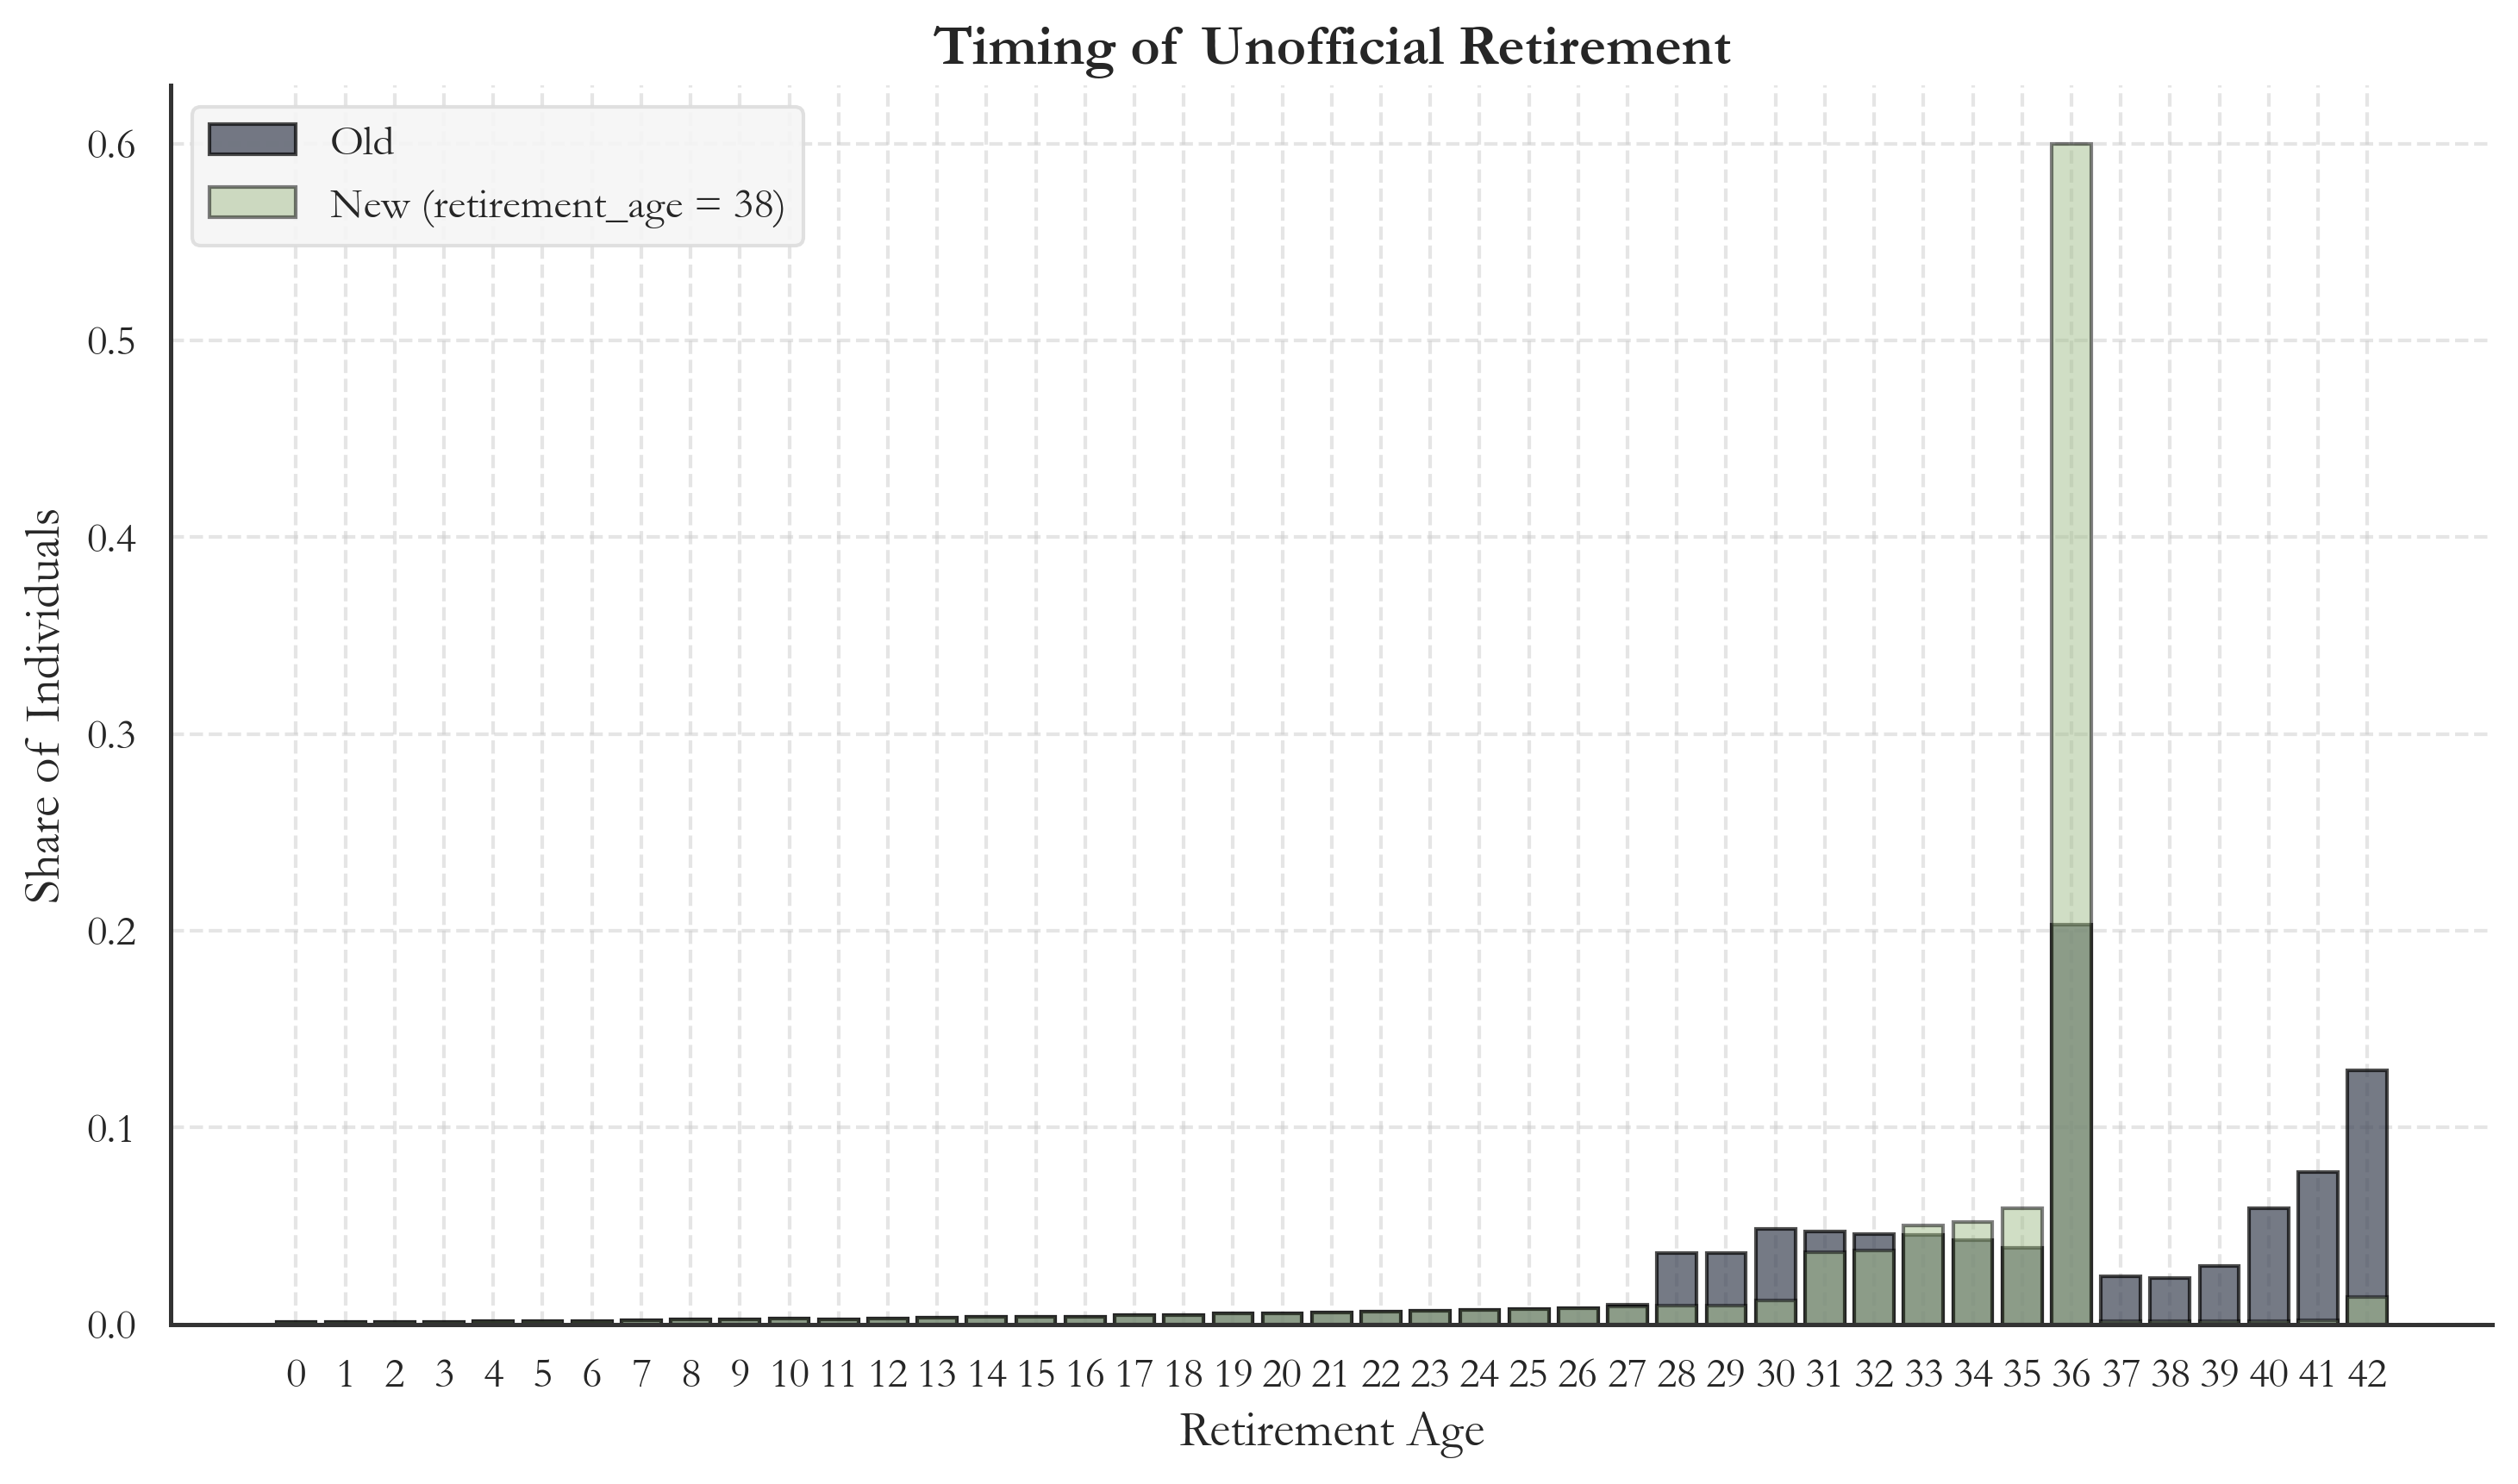 Timing of Unofficial Retirement
Old
New (retirement_age = 38)
Share of Individuals
0.6
0.5
0.4
0.3
0.2
0.1
0.0
0 1 2 3 4 5 6 7 8 9 10 11 12 13 14 15 16 17 18 19 20 21 22 23 24 25 26 27 28 29 30 31 32 33 34 35 36 37 38 39 40 41 42
Retirement Age